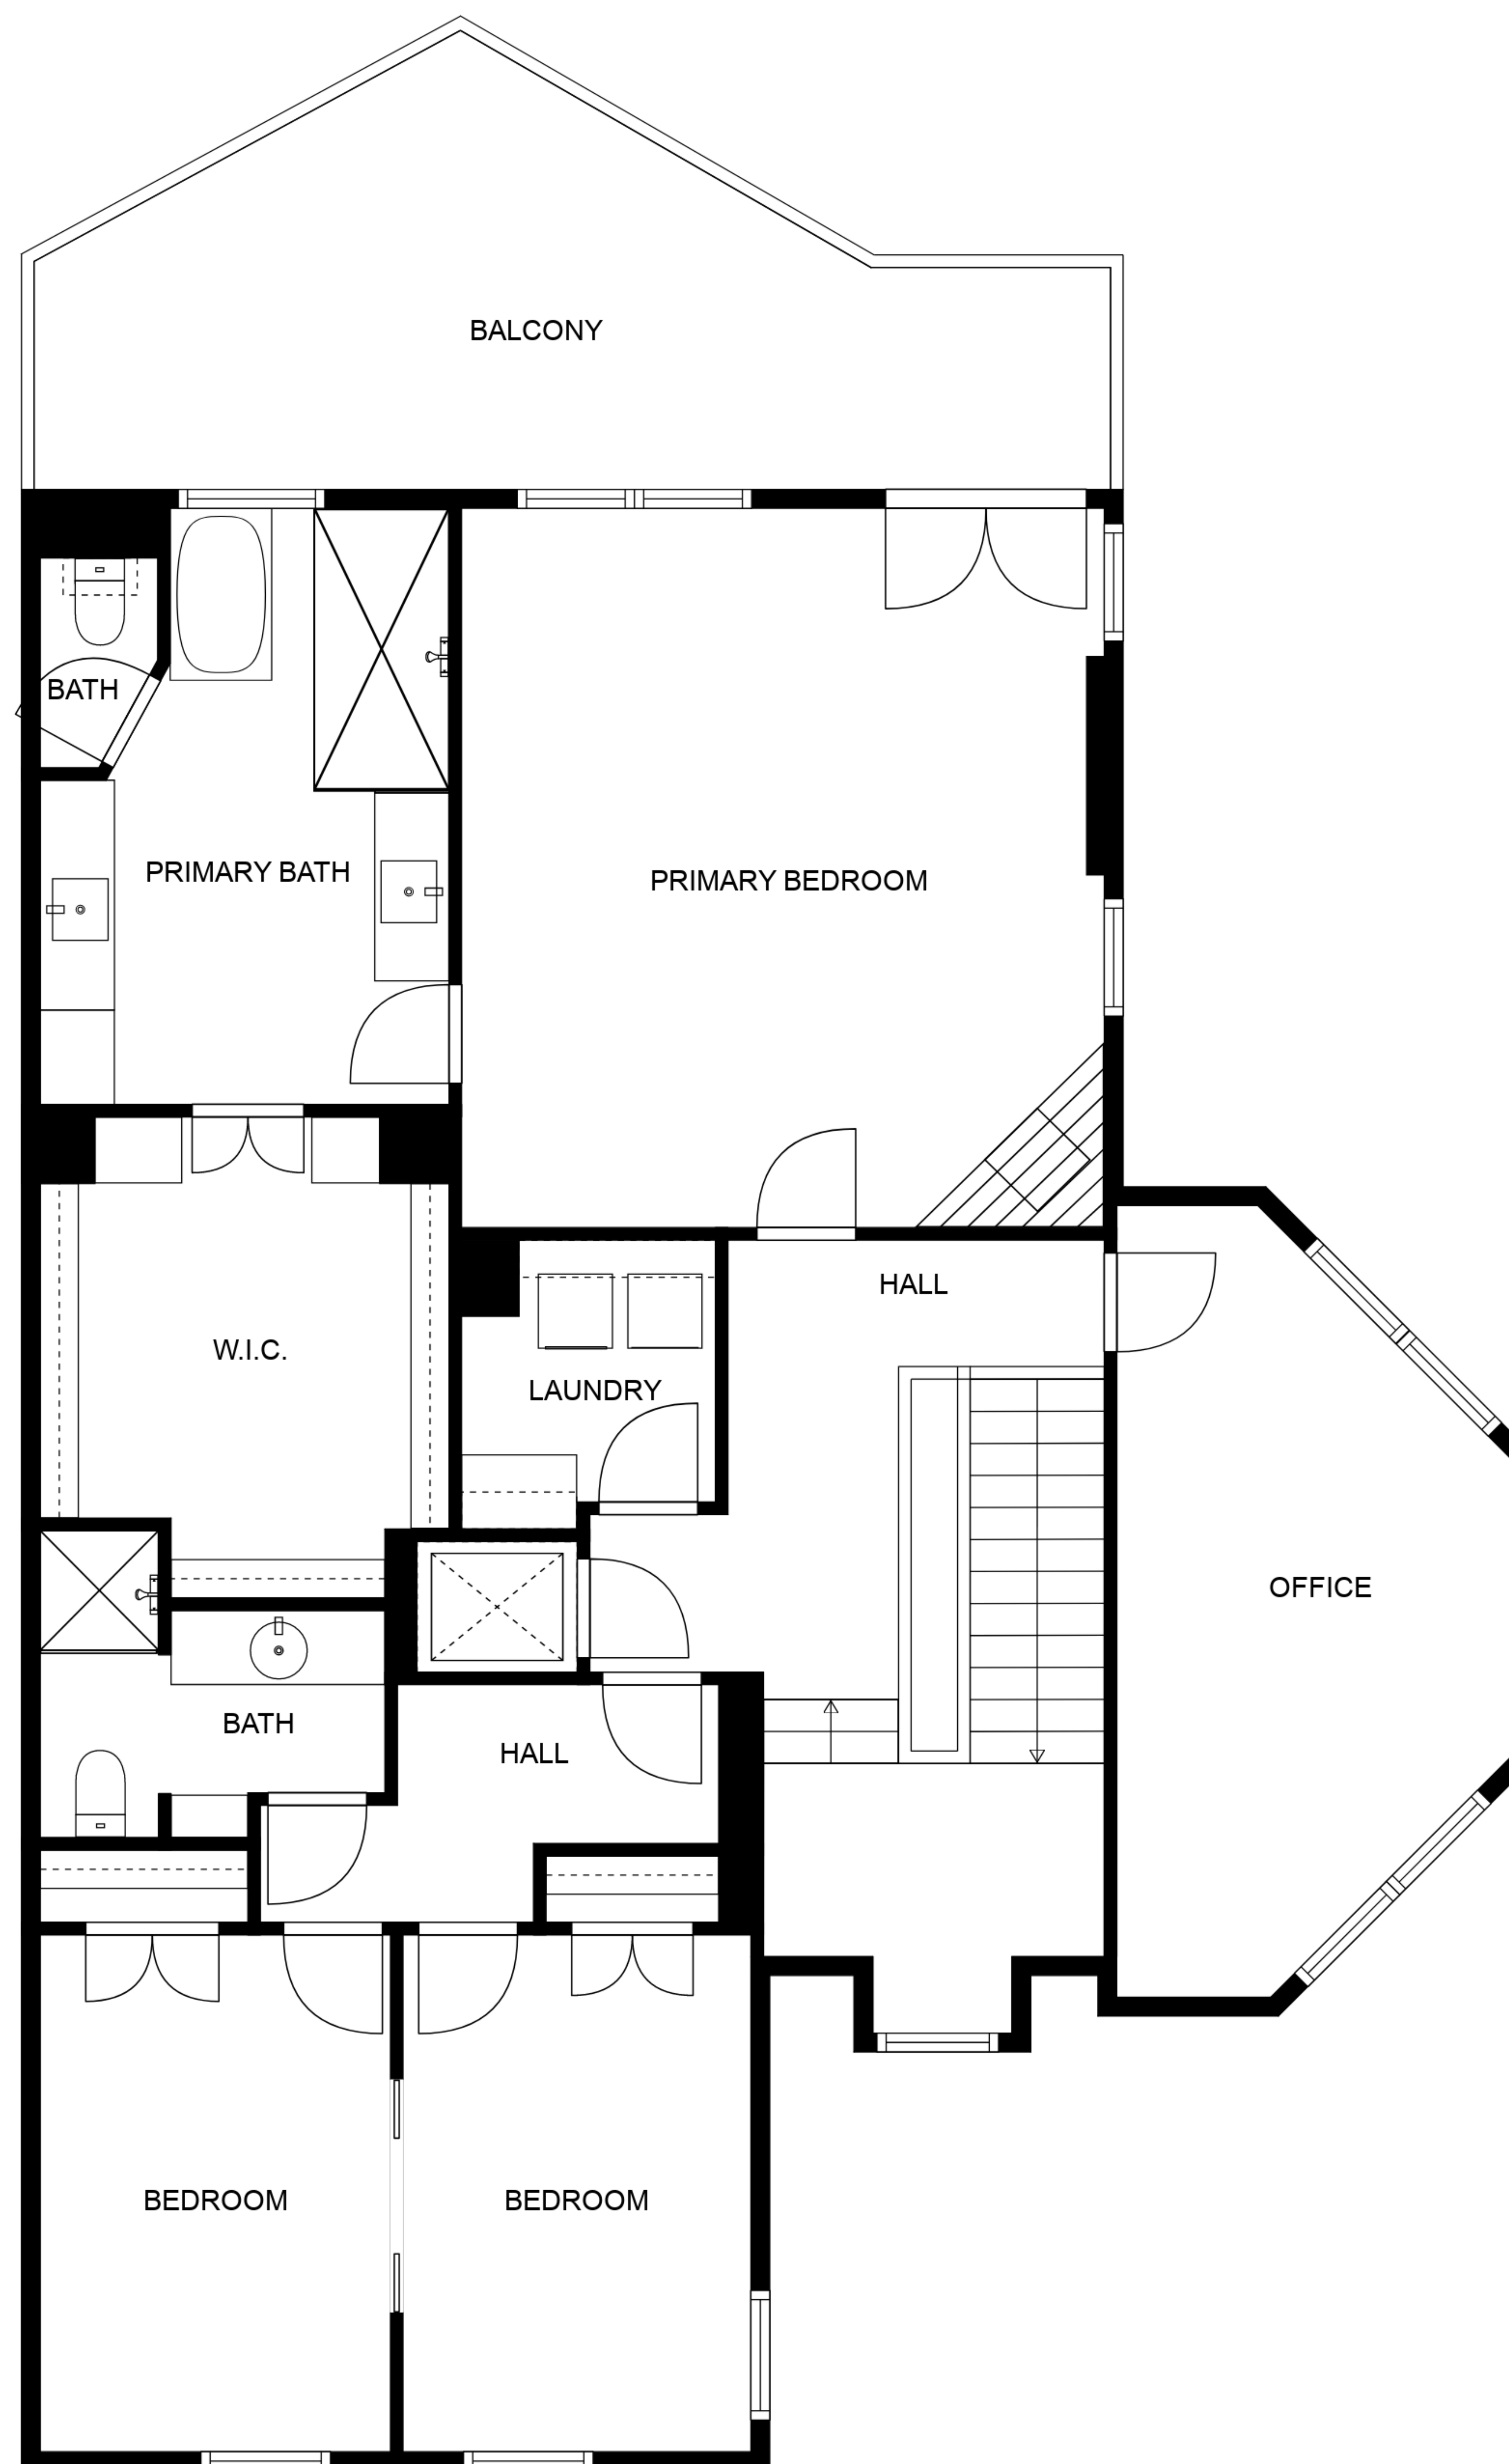 BALCONY
BATH
PRIMARY BATH
PRIMARY BEDROOM
HALL
W.I.C.
LAUNDRY
OFFICE
BATH
HALL
BEDROOM
BEDROOM